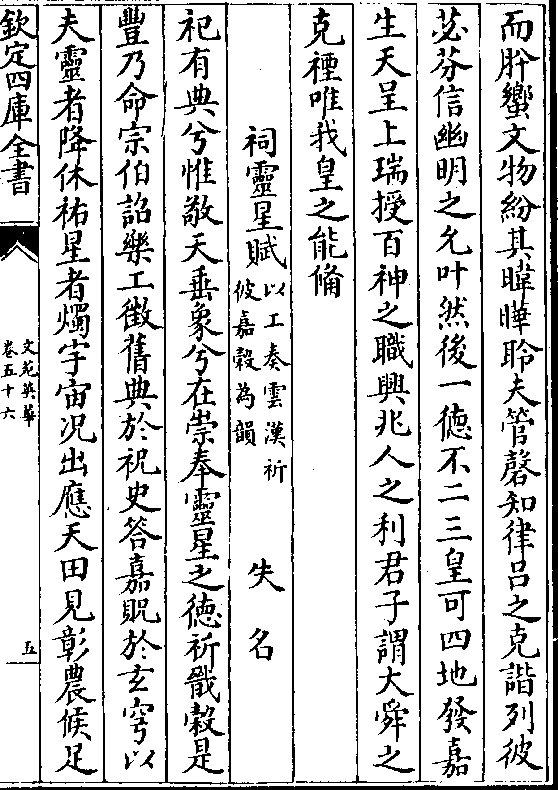 而肸蠁文物紛其暐曄聆夫管磬知律吕之克諧列彼
苾芬信幽明之允叶然後一德不二三皇可四地發嘉
生天呈上瑞授百神之職興兆人之利君子謂大舜之
克禋唯我皇之能備
祠靈星賦以工奏雲漢祈彼嘉穀為韻 失名
祀有典兮惟敬天垂象兮在崇奉靈星之徳祈戩穀是
豐乃命宗伯詔樂工徴舊典於祝史答嘉貺於玄穹以
夫靈者降休祐星者燭宇宙况出應天田見彰農候足
欽定四庫全書
文苑英華
卷五十六
五